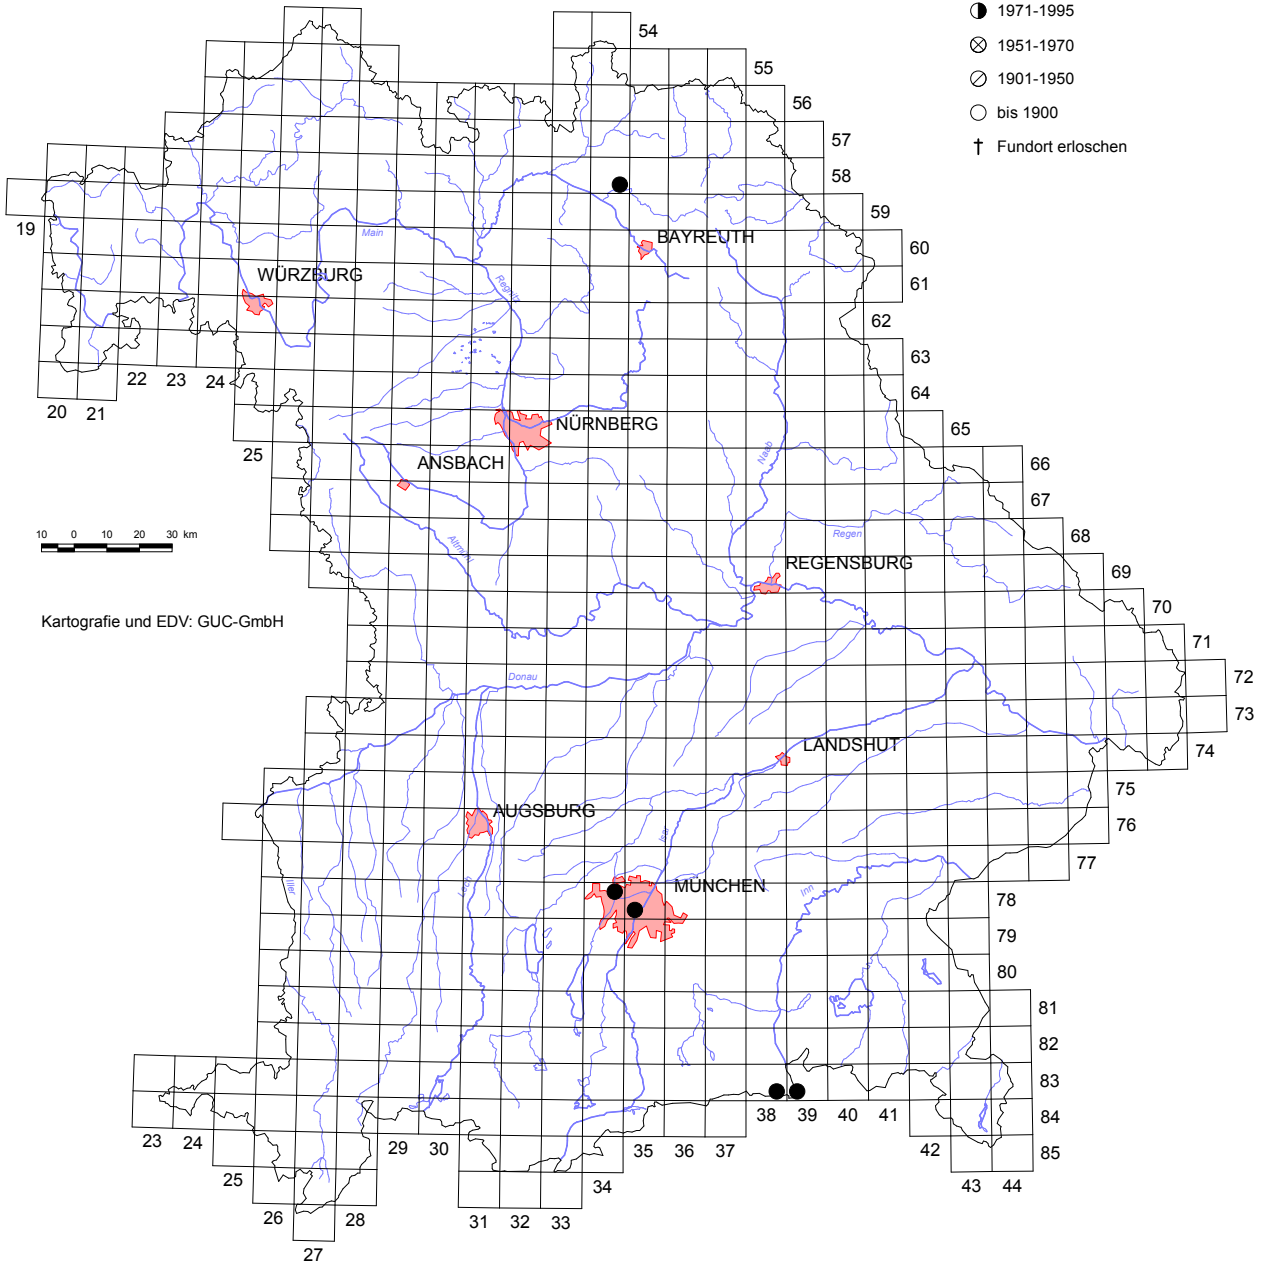 1971-1995
54
1951-1970
55
1901-1950
56
bis 1900
57
† Fundort erloschen
58
59
19
Main
BAYREUTH
60
WÜRZBURG
61
Regnitz
62
63
22 23 24
64
20 21
65
NÜRNBERG
25
Naab
66
ANSBACH
67
10 0 10 20 30 km
Regen
68
Altmühl
REGENSBURG
69
70
Kartografie und EDV: GUC-GmbH
71
Donau
72
73
LANDSHUT
74
75
AUGSBURG
76
Isar
77
Iller
Lech
MÜNCHEN
Inn
78
79
80
81
82
83
38 39 40 41
84
23 24
29 30
35 36 37
42
85
25
34
43 44
26
28
31 32 33
27